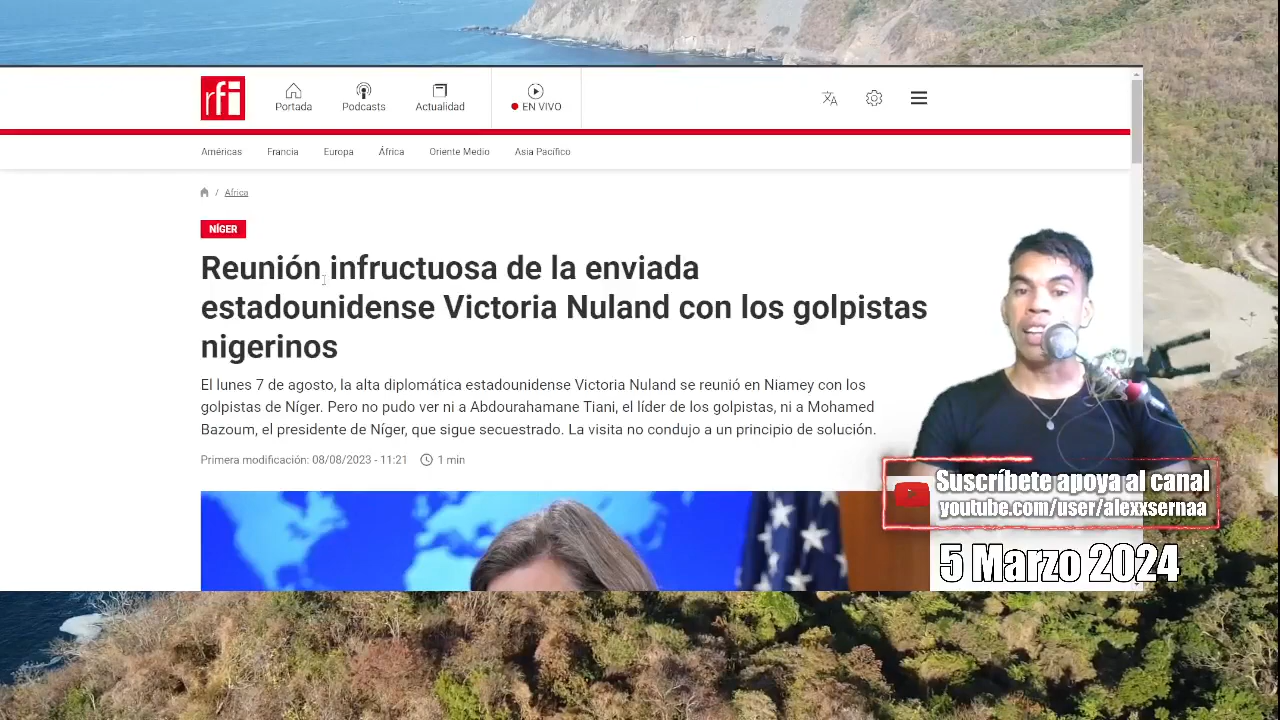 rfi
Portada
Podcasts
Actualidad
EN VIVO
Américas
Francia
Europa
África
Oriente Medio
Asia Pacífico
/ Africa
NÍGER
Reunión infructuosa de la enviada
estadounidense Victoria Nuland con los golpistas
nigerinos
El lunes 7 de agosto, la alta diplomática estadounidense Victoria Nuland se reunió en Niamey con los
golpistas de Níger. Pero no pudo ver ni a Abdourahamane Tiani, el líder de los golpistas, ni a Mohamed
Bazoum, el presidente de Níger, que sigue secuestrado. La visita no condujo a un principio de solución.
Primera modificación: 08/08/2023 - 11:21 1 min
Suscríbete apoya al canal
youtube.com/user/alexxsernaa
5 Marzo 2024